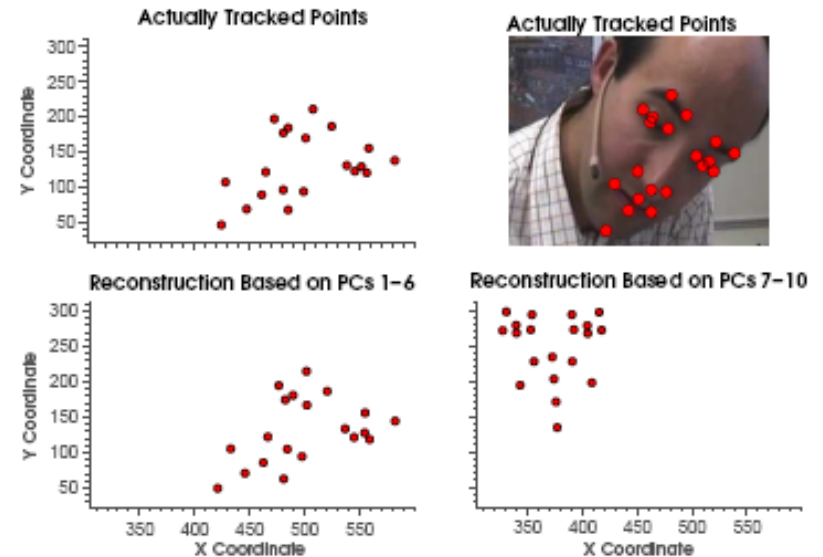 Actually Tracked Points
Actually Tracked Points
300
250
200
150
100
50
Y Coordinate
Reconstruction Based on PCs 1–6
Reconstruction Based on PCs 7–10
300
250
200
150
100
50
Y Coordinate
350 400 450 500 550
350 400 450 500 550
X Coordinate
X Coordinate